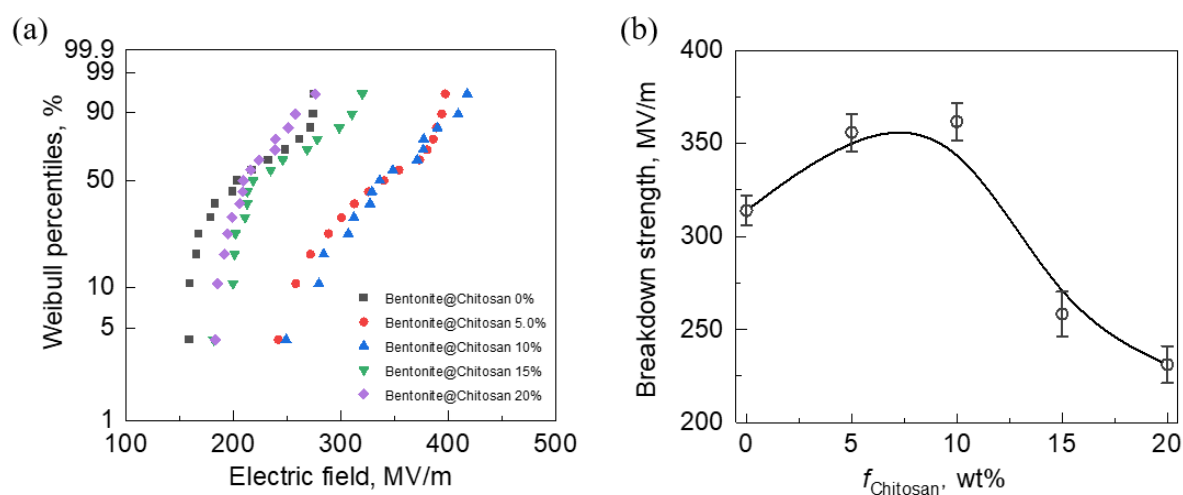 (a)
99.9
99
90
50
10
5
1
Weibull percentiles, %
Bentonite@Chitosan 0%
Bentonite@Chitosan 5.0%
Bentonite@Chitosan 10%
Bentonite@Chitosan 15%
Bentonite@Chitosan 20%
100 200 300 400 500
Electric field, MV/m
(b)
400
350
300
250
200
Breakdown strength, MV/m
0 5 10 15 20
fChitosan, wt%